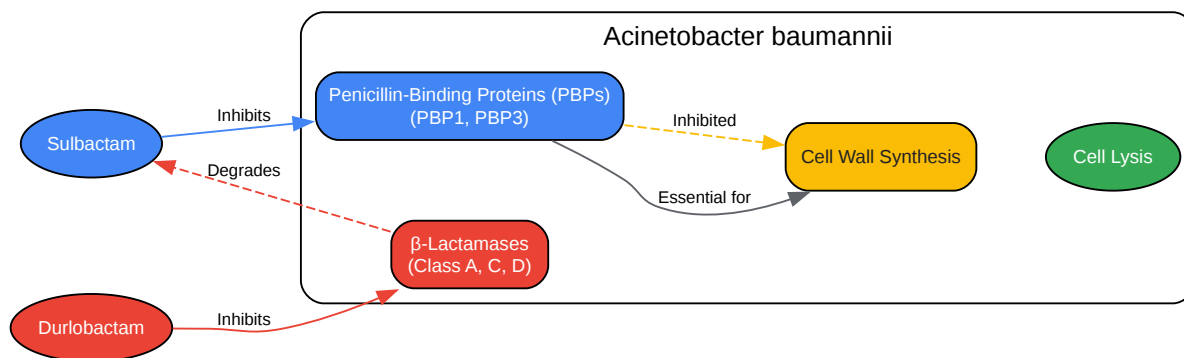 Acinetobacter baumannii
Penicillin-Binding Proteins (PBPs)
(PBP1, PBP3)
Inhibits
Inhibited
Sulbactam
Cell Wall Synthesis
Cell Lysis
Degrades
Essential for
β-Lactamases
(Class A, C, D)
Durlobactam
Inhibits